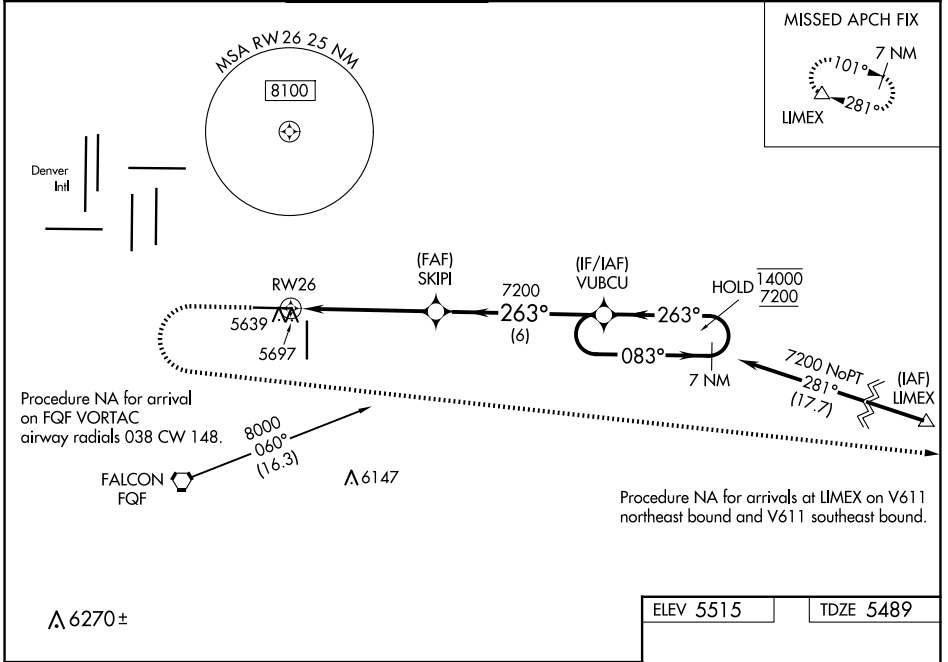 MSA RW26 25 NM
8100
MISSED APCH FIX
7 NM
101°
281°
LIMEX
Denver
Intl
(FAF)
SKIPI
(IF/IAF)
VUBCU
HOLD
14000
7200
RW26
7200
263°
(6)
263°
083°
7 NM
5639
5697
7200 NoPT
281°
(17.7)
(IAF)
LIMEX
Procedure NA for arrival
on FQF VORTAC
airway radials 038 CW 148.
8000
060°
(16.3)
FALCON
FQF
6147
Procedure NA for arrivals at LIMEX on V611
northeast bound and V611 southeast bound.
6270±
ELEV 5515
TDZE 5489